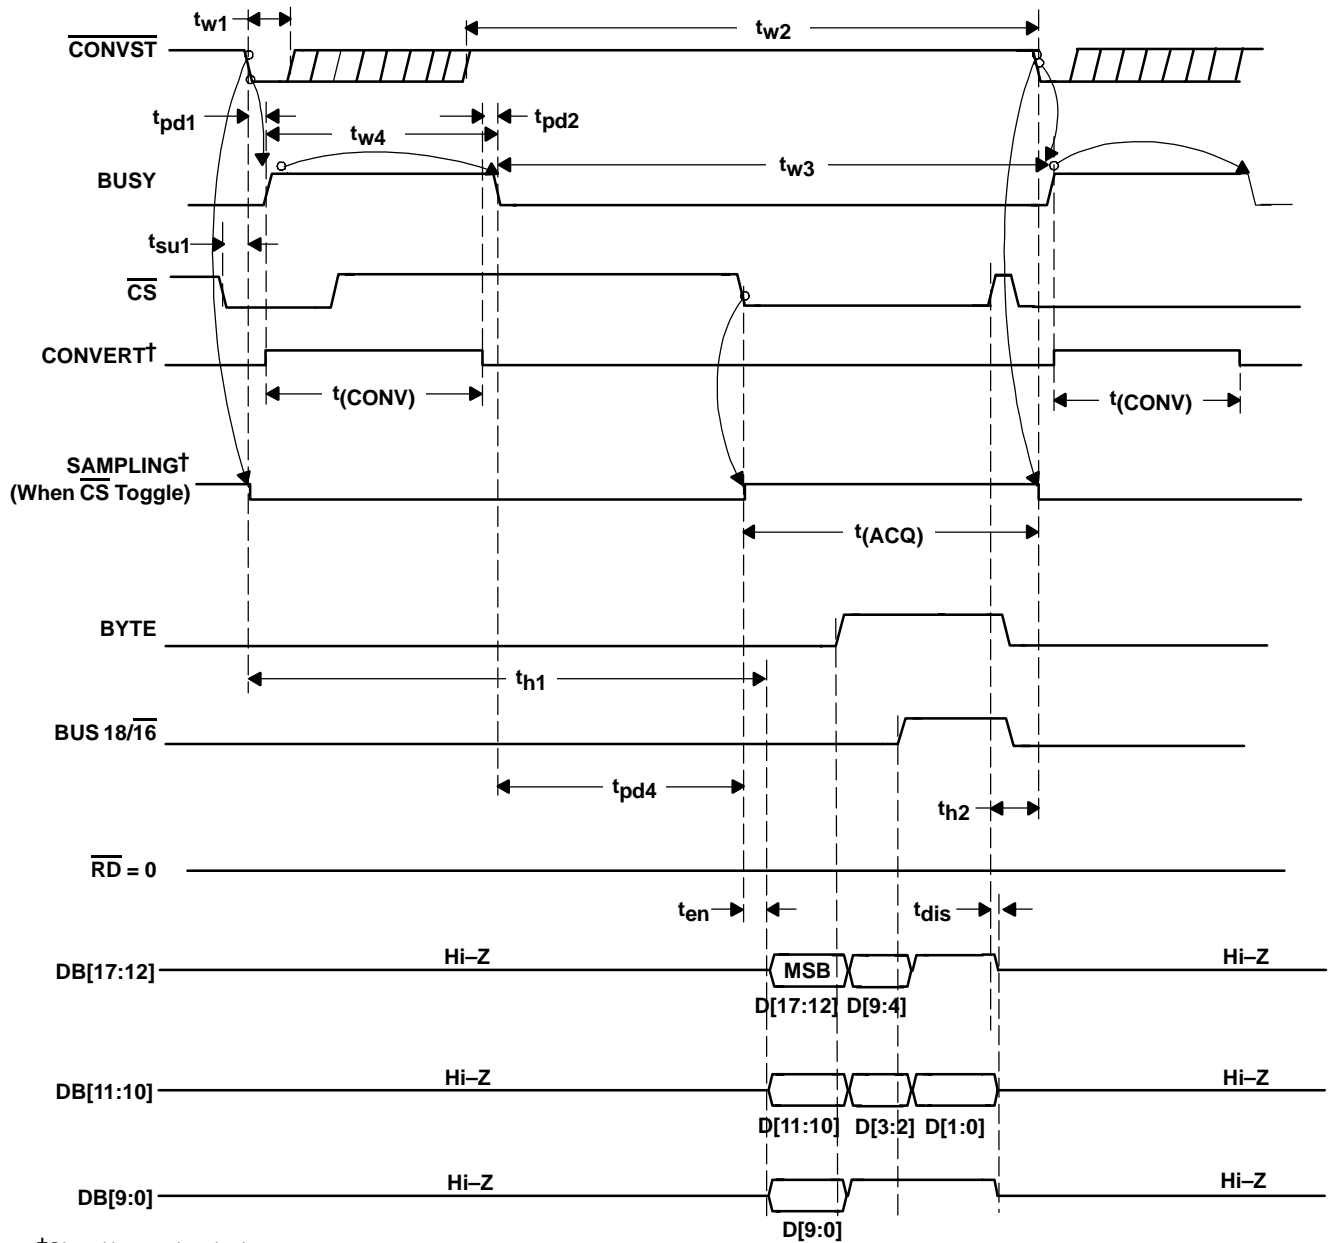 tw1
CONVST
tw2
tpd1
tw4
tpd2
BUSY
tw3
tsu1
CS
CONVERT†
t(CONV)
t(CONV)
SAMPLING†
(When CS Toggle)
t(ACQ)
BYTE
th1
BUS 18/16
tpd4
th2
RD = 0
ten
tdis
DB[17:12]
Hi–Z
MSB
Hi–Z
D[17:12]
D[9:4]
DB[11:10]
Hi–Z
Hi–Z
D[11:10]
D[3:2]
D[1:0]
DB[9:0]
Hi–Z
Hi–Z
D[9:0]